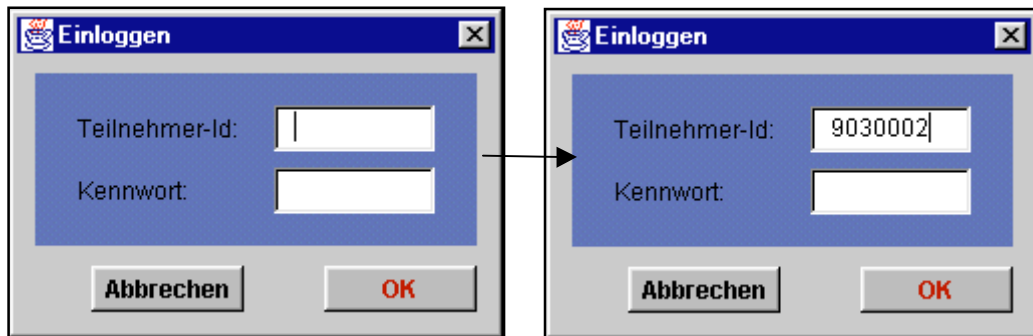 Einloggen
Teilnehmer-Id:
Kennwort:
Abbrechen OK
Einloggen
Teilnehmer-Id: 9030002
Kennwort:
Abbrechen OK